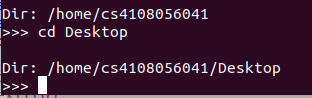 Dir: /home/cs4108056041
>>> cd Desktop
Dir: /home/cs4108056041/Desktop
>>>